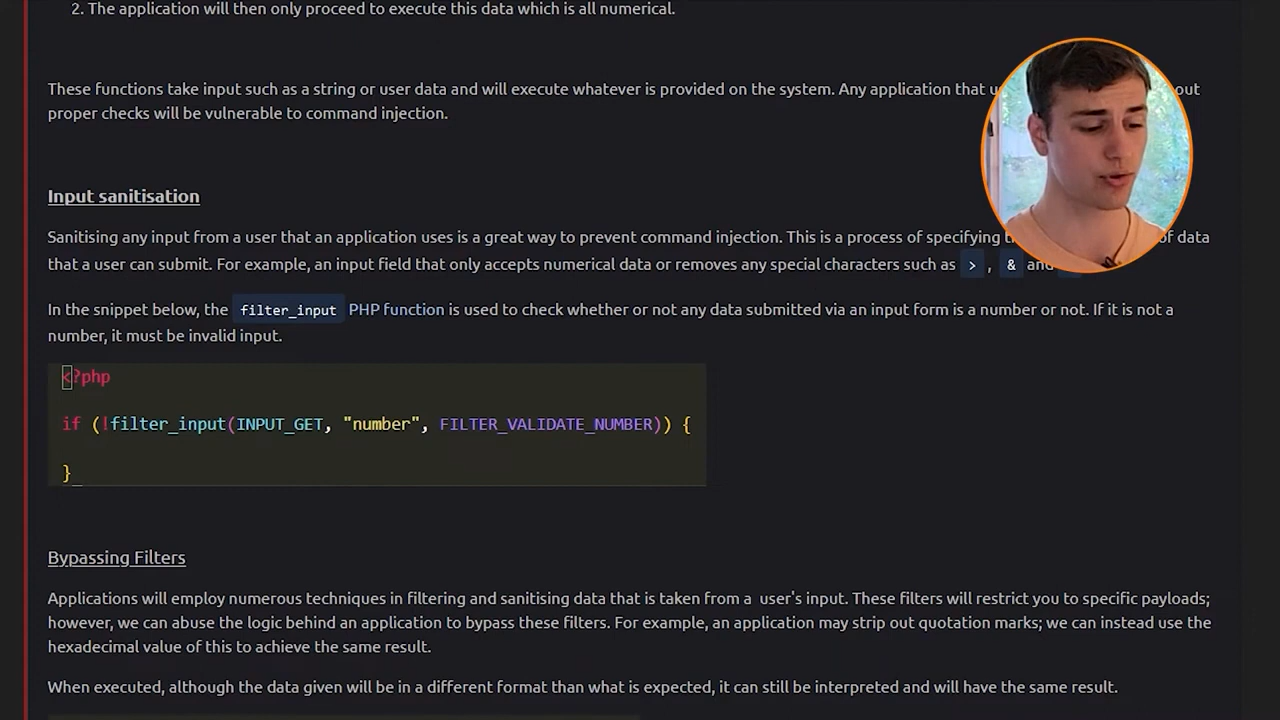 2. The application will then only proceed to execute this data which is all numerical.
These functions take input such as a string or user data and will execute whatever is provided on the system. Any application that out
proper checks will be vulnerable to command injection.
Input sanitisation
Sanitising any input from a user that an application uses is a great way to prevent command injection. This is a process of specifying of data
that a user can submit. For example, an input field that only accepts numerical data or removes any special characters such as > , & and
In the snippet below, the filter_input PHP function is used to check whether or not any data submitted via an input form is a number or not. If it is not a
number, it must be invalid input.
<?php
if (!filter_input(INPUT_GET, "number", FILTER_VALIDATE_NUMBER)) {
}
Bypassing Filters
Applications will employ numerous techniques in filtering and sanitising data that is taken from a user's input. These filters will restrict you to specific payloads;
however, we can abuse the logic behind an application to bypass these filters. For example, an application may strip out quotation marks; we can instead use the
hexadecimal value of this to achieve the same result.
When executed, although the data given will be in a different format than what is expected, it can still be interpreted and will have the same result.